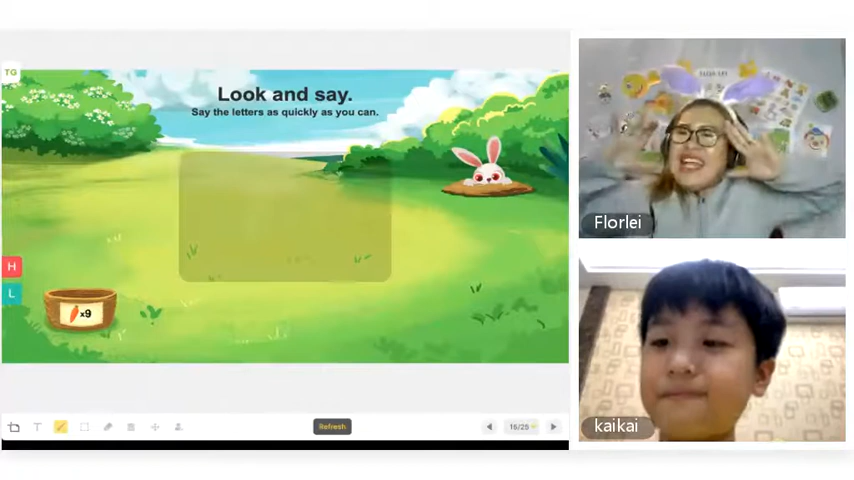 TG
Look and say.
Say the letters as quickly as you can.
H
L
x9
Refresh
16/25
T
Florlei
kaikai